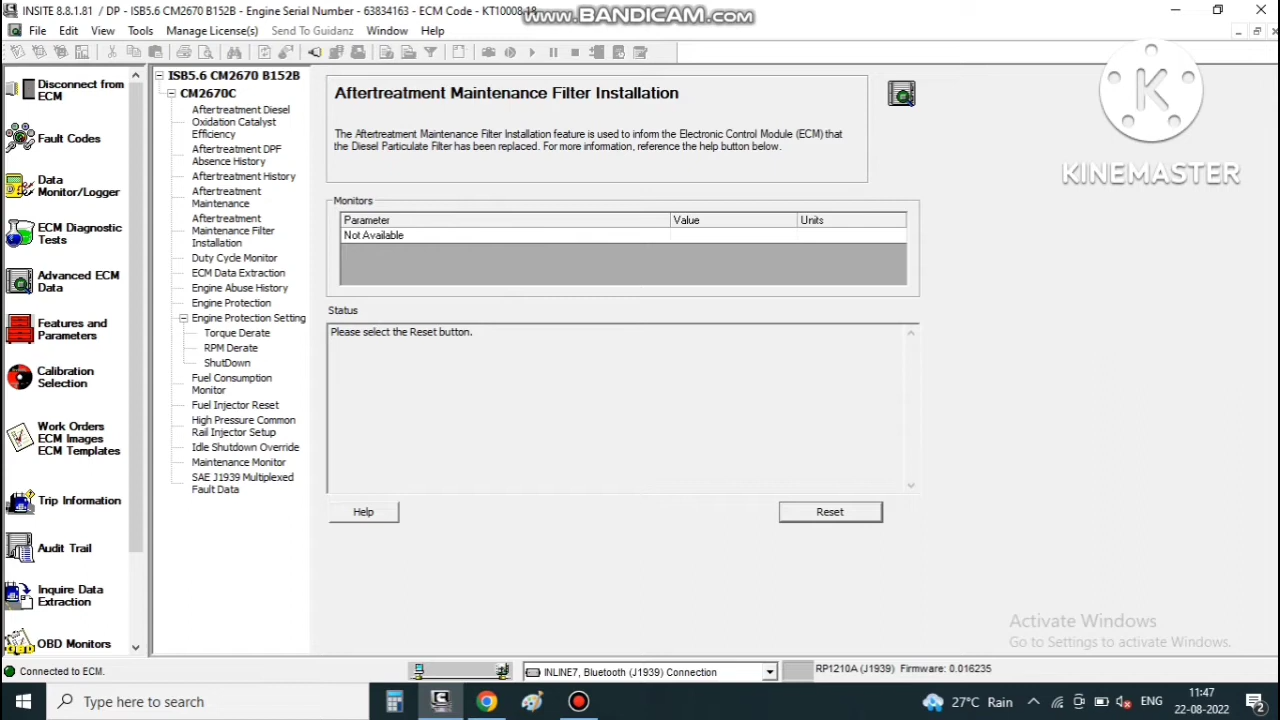 INSITE 8.8.1.81 / DP - ISB5.6 CM2670 B152B - Engine Serial Number - 63834163 - ECM Code - KT10008.18
www.BANDICAM.com
File Edit View Tools Manage License(s) Send To Guidanz Window Help
Disconnect from
ECM
Fault Codes
Data
Monitor/Logger
ECM Diagnostic
Tests
Advanced ECM
Data
Features and
Parameters
Calibration
Selection
Work Orders
ECM Images
ECM Templates
Trip Information
Audit Trail
Inquire Data
Extraction
OBD Monitors
ISB5.6 CM2670 B152B
CM2670C
Aftertreatment Diesel
Oxidation Catalyst
Efficiency
Aftertreatment DPF
Absence History
Aftertreatment History
Aftertreatment
Maintenance
Aftertreatment
Maintenance Filter
Installation
Duty Cycle Monitor
ECM Data Extraction
Engine Abuse History
Engine Protection
Engine Protection Setting
Torque Derate
RPM Derate
ShutDown
Fuel Consumption
Monitor
Fuel Injector Reset
High Pressure Common
Rail Injector Setup
Idle Shutdown Override
Maintenance Monitor
SAE J1939 Multiplexed
Fault Data
Aftertreatment Maintenance Filter Installation
The Aftertreatment Maintenance Filter Installation feature is used to inform the Electronic Control Module (ECM) that
the Diesel Particulate Filter has been replaced. For more information, reference the help button below.
Monitors
Parameter Value Units
Not Available
Status
Please select the Reset button.
Help Reset
K
KINEMASTER
Activate Windows
Go to Settings to activate Windows.
Connected to ECM.
INLINE7, Bluetooth (J1939) Connection
RP1210A (J1939) Firmware: 0.016235
Type here to search
27°C Rain
ENG
11:47
22-08-2022
2